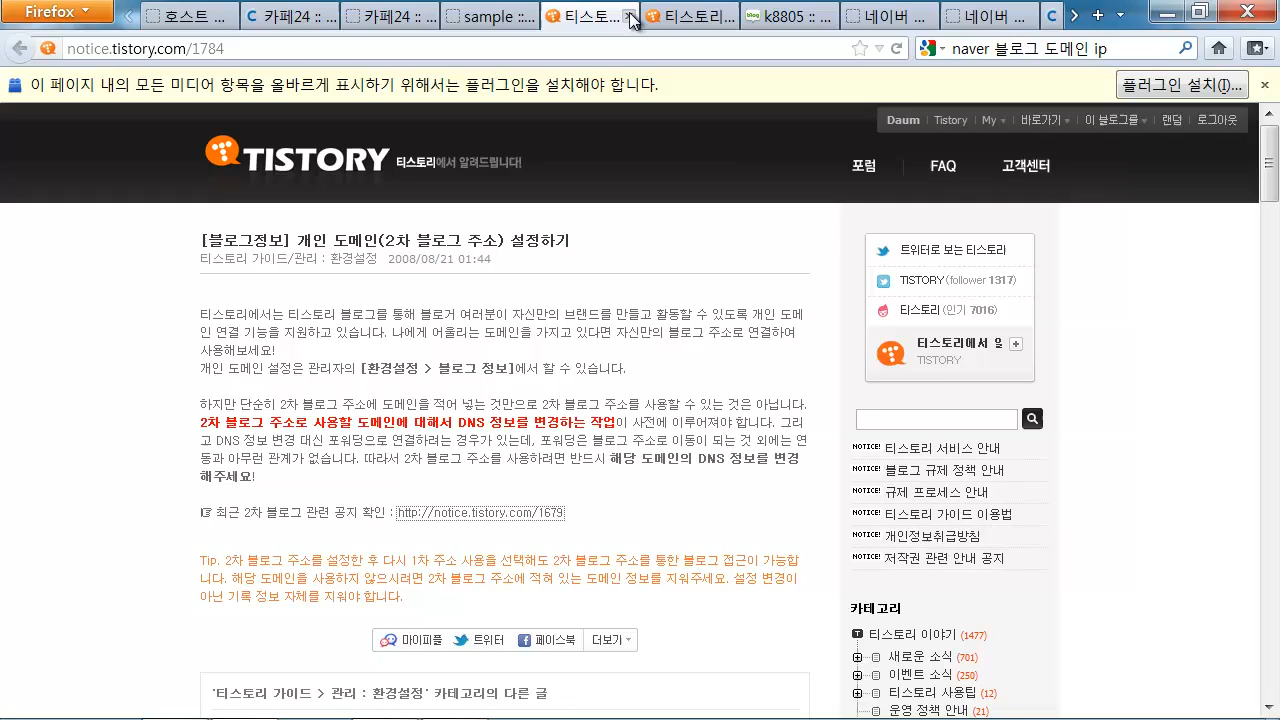 Firefox
호스트 ...
카페24 :: ...
카페24 :: ...
sample ::...
티스토...
티스토리...
k8805 :: ...
네이버 ...
네이버 ...
notice.tistory.com/1784
naver 블로그 도메인 ip
이 페이지 내의 모든 미디어 항목을 올바르게 표시하기 위해서는 플러그인을 설치해야 합니다.
플러그인 설치(I)...
Daum
Tistory
My
바로가기
이 블로그를
랜덤
로그아웃
TISTORY 티스토리에서 알려드립니다!
포럼
FAQ
고객센터
[블로그정보] 개인 도메인(2차 블로그 주소) 설정하기
티스토리 가이드/관리 : 환경설정 2008/08/21 01:44
티스토리에서는 티스토리 블로그를 통해 블로거 여러분이 자신만의 브랜드를 만들고 활동할 수 있도록 개인 도메
인 연결 기능을 지원하고 있습니다. 나에게 어울리는 도메인을 가지고 있다면 자신만의 블로그 주소로 연결하여
사용해보세요!
개인 도메인 설정은 관리자의 [환경설정 > 블로그 정보]에서 할 수 있습니다.
하지만 단순히 2차 블로그 주소에 도메인을 적어 넣는 것만으로 2차 블로그 주소를 사용할 수 있는 것은 아닙니다.
2차 블로그 주소로 사용할 도메인에 대해서 DNS 정보를 변경하는 작업이 사전에 이루어져야 합니다. 그리
고 DNS 정보 변경 대신 포워딩으로 연결하려는 경우가 있는데, 포워딩은 블로그 주소로 이동이 되는 것 외에는 연
동과 아무런 관계가 없습니다. 따라서 2차 블로그 주소를 사용하려면 반드시 해당 도메인의 DNS 정보를 변경
해주세요!
☞ 최근 2차 블로그 관련 공지 확인 : http://notice.tistory.com/1679
Tip. 2차 블로그 주소를 설정한 후 다시 1차 주소 사용을 선택해도 2차 블로그 주소를 통한 블로그 접근이 가능합
니다. 해당 도메인을 사용하지 않으시려면 2차 블로그 주소에 적혀 있는 도메인 정보를 지워주세요. 설정 변경이
아닌 기록 정보 자체를 지워야 합니다.
마이피플
트위터
페이스북
더보기
'티스토리 가이드 > 관리 : 환경설정' 카테고리의 다른 글
트위터로 보는 티스토리
TISTORY (follower 1317)
티스토리 (인기 7016)
티스토리에서 알
TISTORY
NOTICE! 티스토리 서비스 안내
NOTICE! 블로그 규제 정책 안내
NOTICE! 규제 프로세스 안내
NOTICE! 티스토리 가이드 이용법
NOTICE! 개인정보취급방침
NOTICE! 저작권 관련 안내 공지
카테고리
티스토리 이야기 (1477)
새로운 소식 (701)
이벤트 소식 (250)
티스토리 사용팁 (12)
운영 정책 안내 (21)